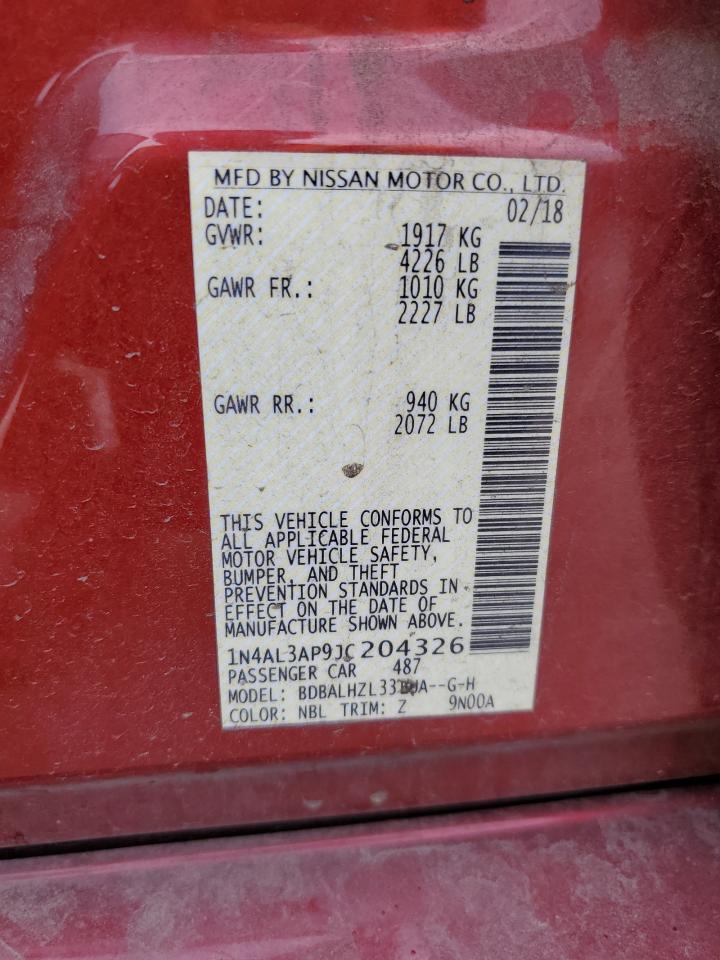 MFD BY NISSAN MOTOR CO., LTD.
DATE: 02/18
GVWR: 1917 KG
4226 LB
GAWR FR.: 1010 KG
2227 LB
GAWR RR.: 940 KG
2072 LB
THIS VEHICLE CONFORMS TO
ALL APPLICABLE FEDERAL
MOTOR VEHICLE SAFETY,
BUMPER, AND THEFT
PREVENTION STANDARDS IN
EFFECT ON THE DATE OF
MANUFACTURE SHOWN ABOVE.
1N4AL3AP9JC204326
PASSENGER CAR 487
MODEL:
COLOR: NBL TRIM: Z 9N00A